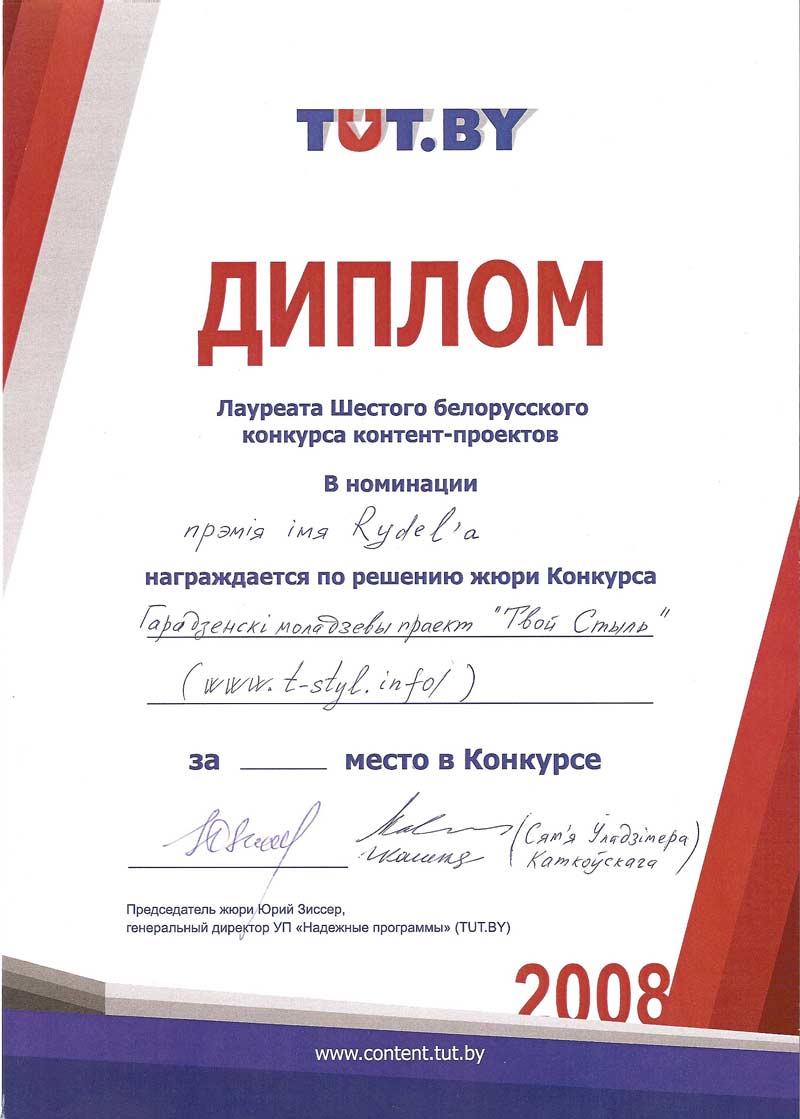 TUT.BY
ДИПЛОМ
Лауреата Шестого белорусского
конкурса контент-проектов
В номинации
прэмія імя Rydel'а
награждается по решению жюри Конкурса
Гарадзенскі моладзевы праект "Твой Стыль"
(www.t-styl.info/)
за ______ место в Конкурсе
(Сям'я Уладзімера
Каткоўскага)
Председатель жюри Юрий Зиссер,
генеральный директор УП «Надежные программы» (TUT.BY)
2008
www.content.tut.by